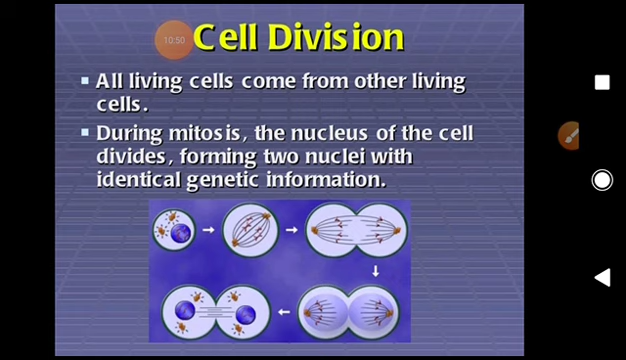 10:50
Cell Division
All living cells come from other living
cells.
During mitosis, the nucleus of the cell
divides, forming two nuclei with
identical genetic information.